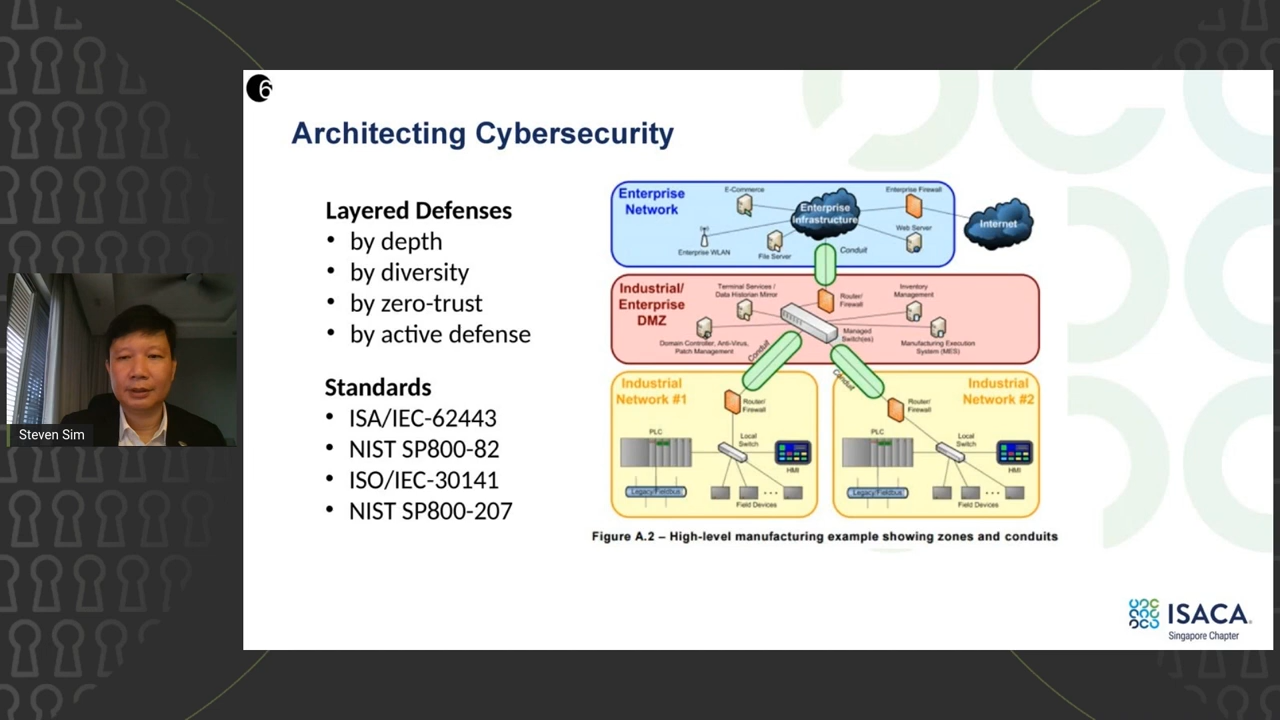 6
Architecting Cybersecurity
Layered Defenses
• by depth
• by diversity
• by zero-trust
• by active defense
Standards
• ISA/IEC-62443
• NIST SP800-82
• ISO/IEC-30141
• NIST SP800-207
Enterprise
Network
E-Commerce
Enterprise
Infrastructure
Enterprise Firewall
Internet
Enterprise WLAN
File Server
Web Server
Conduit
Industrial/
Enterprise
DMZ
Terminal Services /
Data Historian Mirror
Router/
Firewall
Inventory
Management
Domain Controller, Anti-Virus,
Patch Management
Managed
Switch(es)
Manufacturing Execution
System (MES)
Conduit
Conduit
Industrial
Network #1
Router/
Firewall
PLC
Local
Switch
HMI
Legacy/Fieldbus
Field Devices
Industrial
Network #2
Router/
Firewall
PLC
Local
Switch
HMI
Legacy/Fieldbus
Field Devices
Figure A.2 – High-level manufacturing example showing zones and conduits
Steven Sim
ISACA.
Singapore Chapter